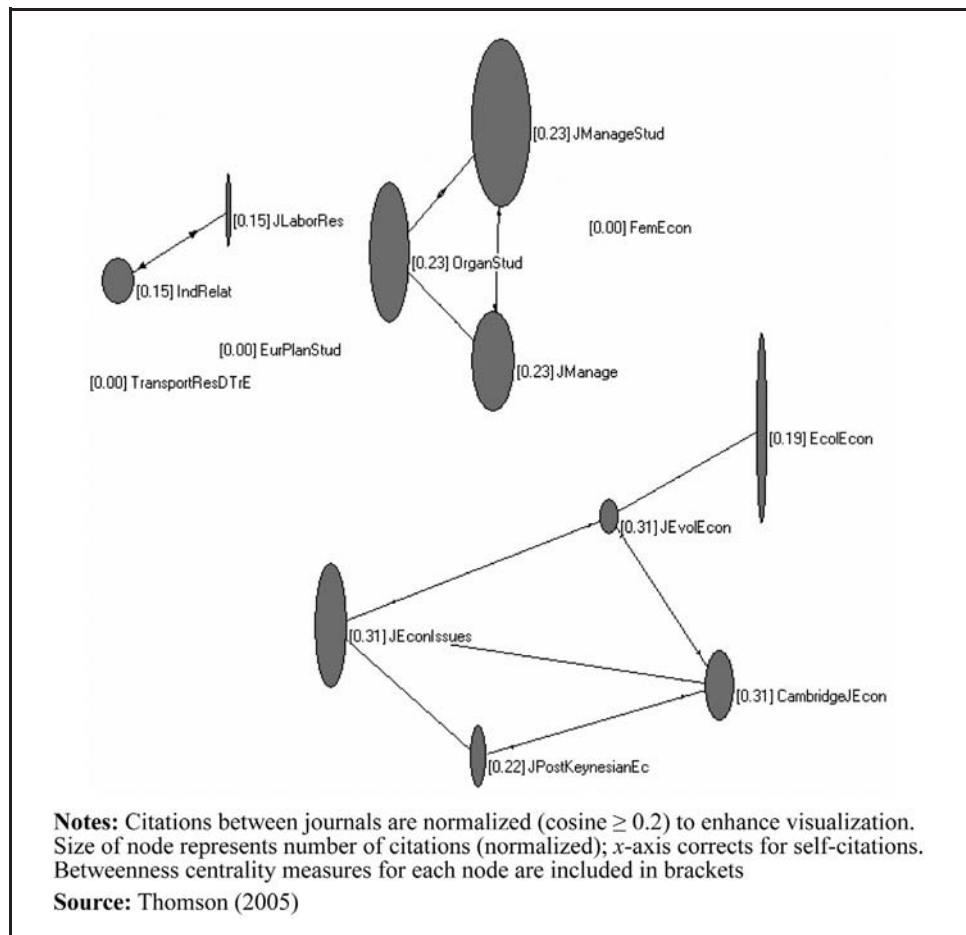 [0.23] JManageStud
[0.15] JLaborRes
[0.00] FemEcon
[0.23] OrganStud
[0.15] IndRelat
[0.00] EurPlanStud
[0.23] JManage
[0.00] TransportResDTrE
[0.19] EcolEcon
[0.31] JEvolEcon
[0.31] JEconIssues
[0.31] CambridgeJEcon
[0.22] JPostKeynesianEc
Notes: Citations between journals are normalized (cosine ≥ 0.2) to enhance visualization.
Size of node represents number of citations (normalized); x-axis corrects for self-citations.
Betweenness centrality measures for each node are included in brackets
Source: Thomson (2005)